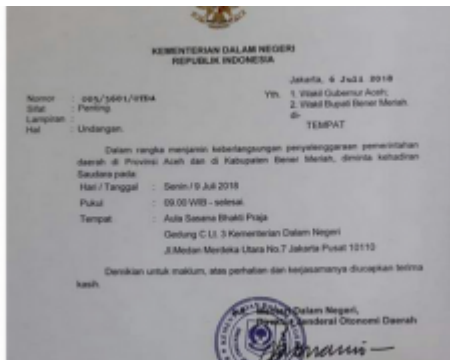 KEMENTERIAN DALAM NEGERI
REPUBLIK INDONESIA
Jakarta, 6 Juli 2018
Nomor : 005/5601/OTDA
Sifat : Penting
Lampiran :
Hal : Undangan.
Yth. 1. Wakil Gubernur Aceh;
2. Wakil Bupati Bener Meriah.
di-
TEMPAT
Dalam rangka menjamin keberlangsungan penyelenggaraan pemerintahan
daerah di Provinsi Aceh dan di Kabupaten Bener Meriah, diminta kehadiran
Saudara pada:
Hari / Tanggal : Senin / 9 Juli 2018
Pukul : 09.00 WIB - selesai.
Tempat : Aula Sasana Bhakti Praja
Gedung C Lt. 3 Kementerian Dalam Negeri
Jl.Medan Merdeka Utara No.7 Jakarta Pusat 10110
Demikian untuk maklum, atas perhatian dan kerjasamanya diucapkan terima
kasih.
Dalam Negeri,
Jenderal Otonomi Daerah